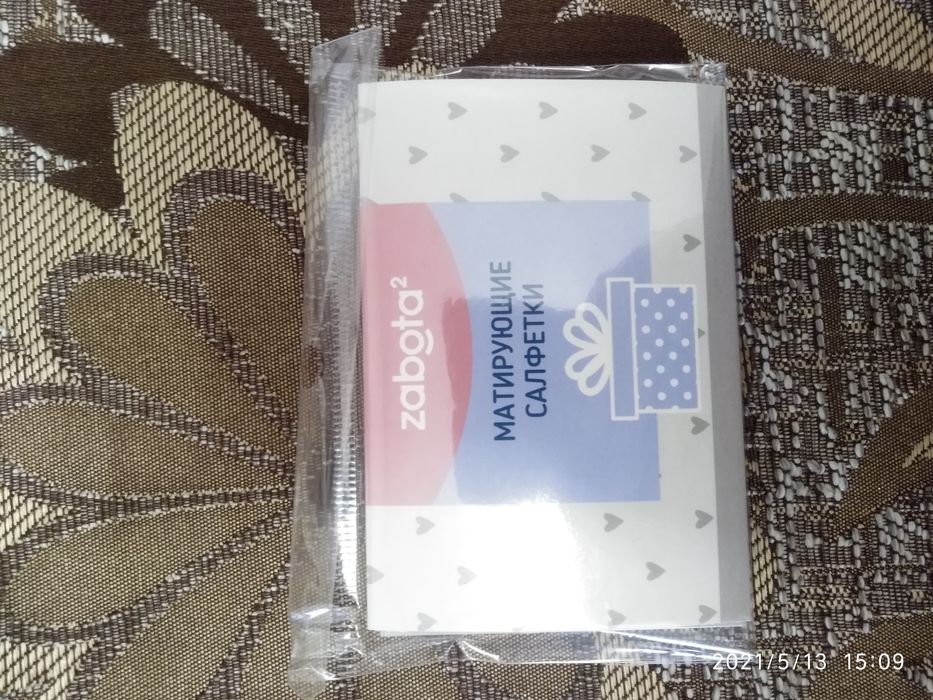 zabota²
МАТИРУЮЩИЕ
САЛФЕТКИ
2021/5/13 15:09